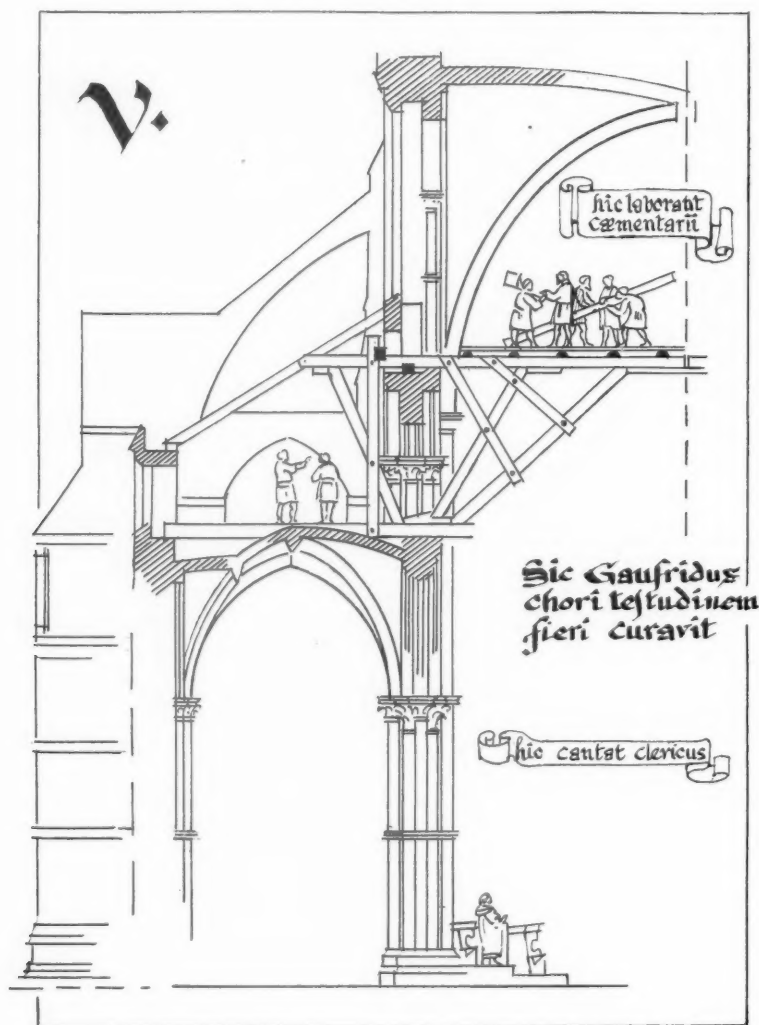 V.
hic laborant
cæmentarii
Sic Gaufridus
chori testudinem
fieri curavit
hic cantat clericus